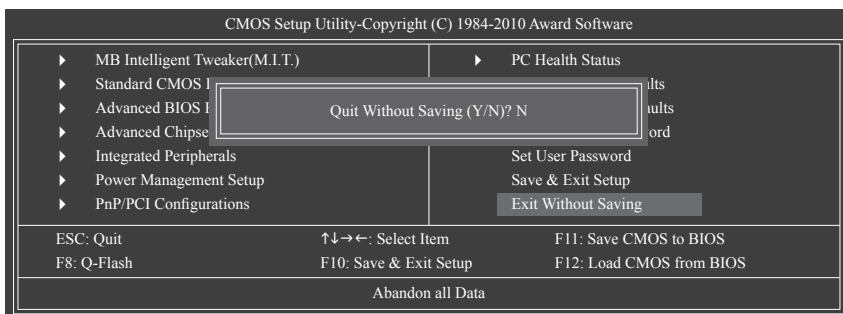 CMOS Setup Utility-Copyright (C) 1984-2010 Award Software
MB Intelligent Tweaker(M.I.T.)
Standard CMOS
Advanced BIOS
Advanced
Integrated Peripherals
Power Management Setup
PnP/PCI Configurations
PC Health Status
Set User Password
Save & Exit Setup
Exit Without Saving
Quit Without Saving (Y/N)? N
ESC: Quit
↑↓→←: Select Item
F11: Save CMOS to BIOS
F8: Q-Flash
F10: Save & Exit Setup
F12: Load CMOS from BIOS
Abandon all Data